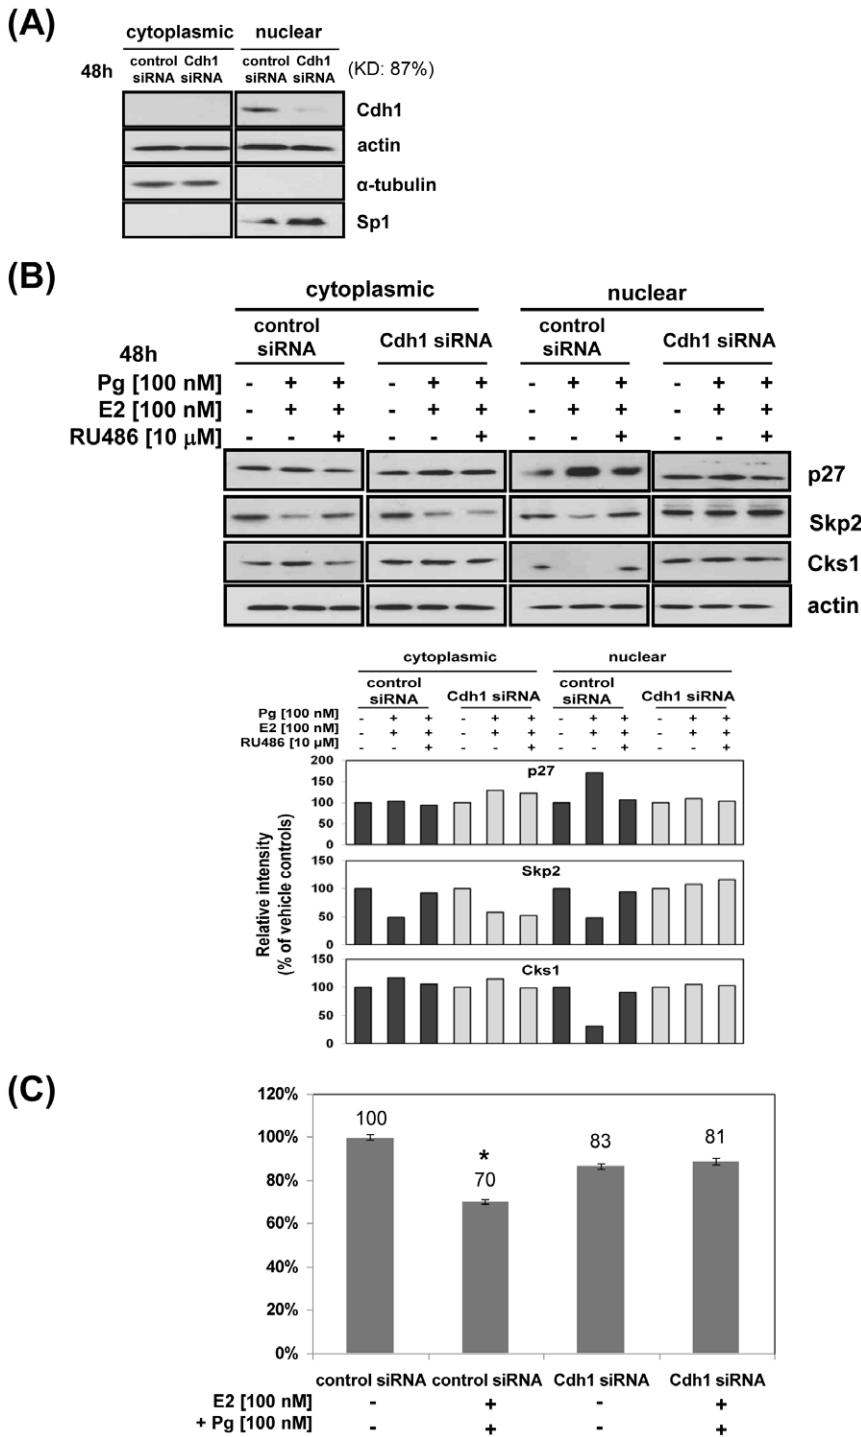 (A)
cytoplasmic nuclear
48h control siRNA Cdh1 siRNA control siRNA Cdh1 siRNA (KD: 87%)
Cdh1
actin
α-tubulin
Sp1
(B)
cytoplasmic nuclear
control siRNA Cdh1 siRNA control siRNA Cdh1 siRNA
48h
Pg [100 nM] - + + - + + - + + - + +
E2 [100 nM] - + + - + + - + + - + +
RU486 [10 μM] - - + - - + - - + - - +
p27
Skp2
Cks1
actin
cytoplasmic nuclear
control siRNA Cdh1 siRNA control siRNA Cdh1 siRNA
Pg [100 nM] - + + - + + - + + - + +
E2 [100 nM] - + + - + + - + + - + +
RU486 [10 μM] - - + - - + - - + - - +
Relative intensity
(% of vehicle controls)
p27
200
150
100
50
0
Skp2
150
100
50
0
Cks1
150
100
50
0
(C)
120%
100%
80%
60%
40%
20%
0%
100
*
70
83
81
control siRNA control siRNA Cdh1 siRNA Cdh1 siRNA
E2 [100 nM] - + - +
+ Pg [100 nM] - + - +